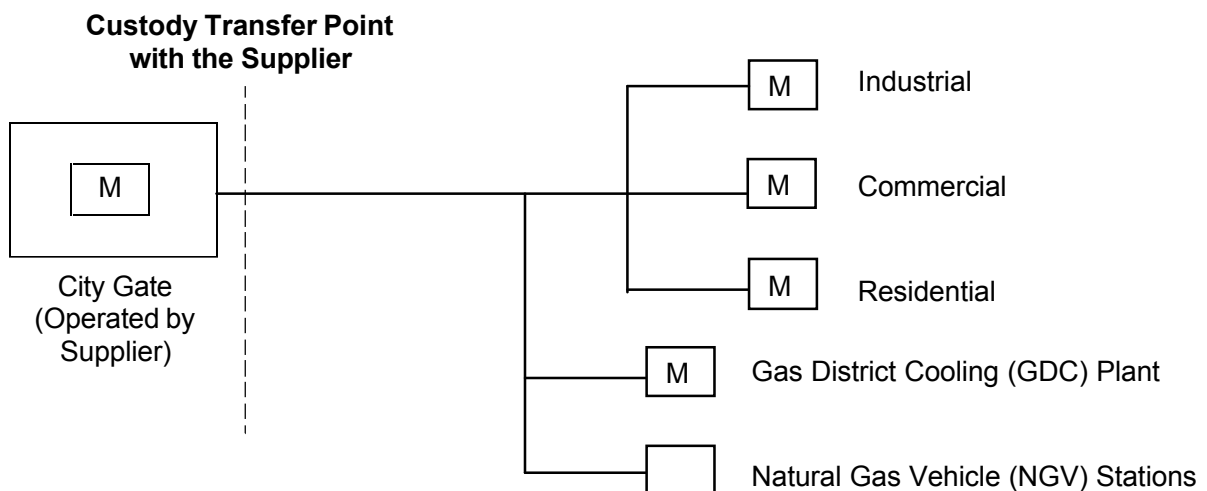 Custody Transfer Point
with the Supplier
M
Industrial
M
M
Commercial
City Gate
(Operated by
Supplier)
M
Residential
M
Gas District Cooling (GDC) Plant
Natural Gas Vehicle (NGV) Stations